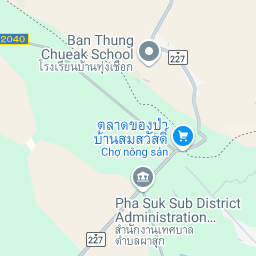 2040
Ban Thung
Chueak School
โรงเรียนบ้านทุ่งเชือก
227
ตลาดของป่า
บ้านสมสวัสดิ์
Chợ nông sản
Pha Suk Sub District
Administration...
สำนักงานเทศบาล
ตำบลผาสุก
227